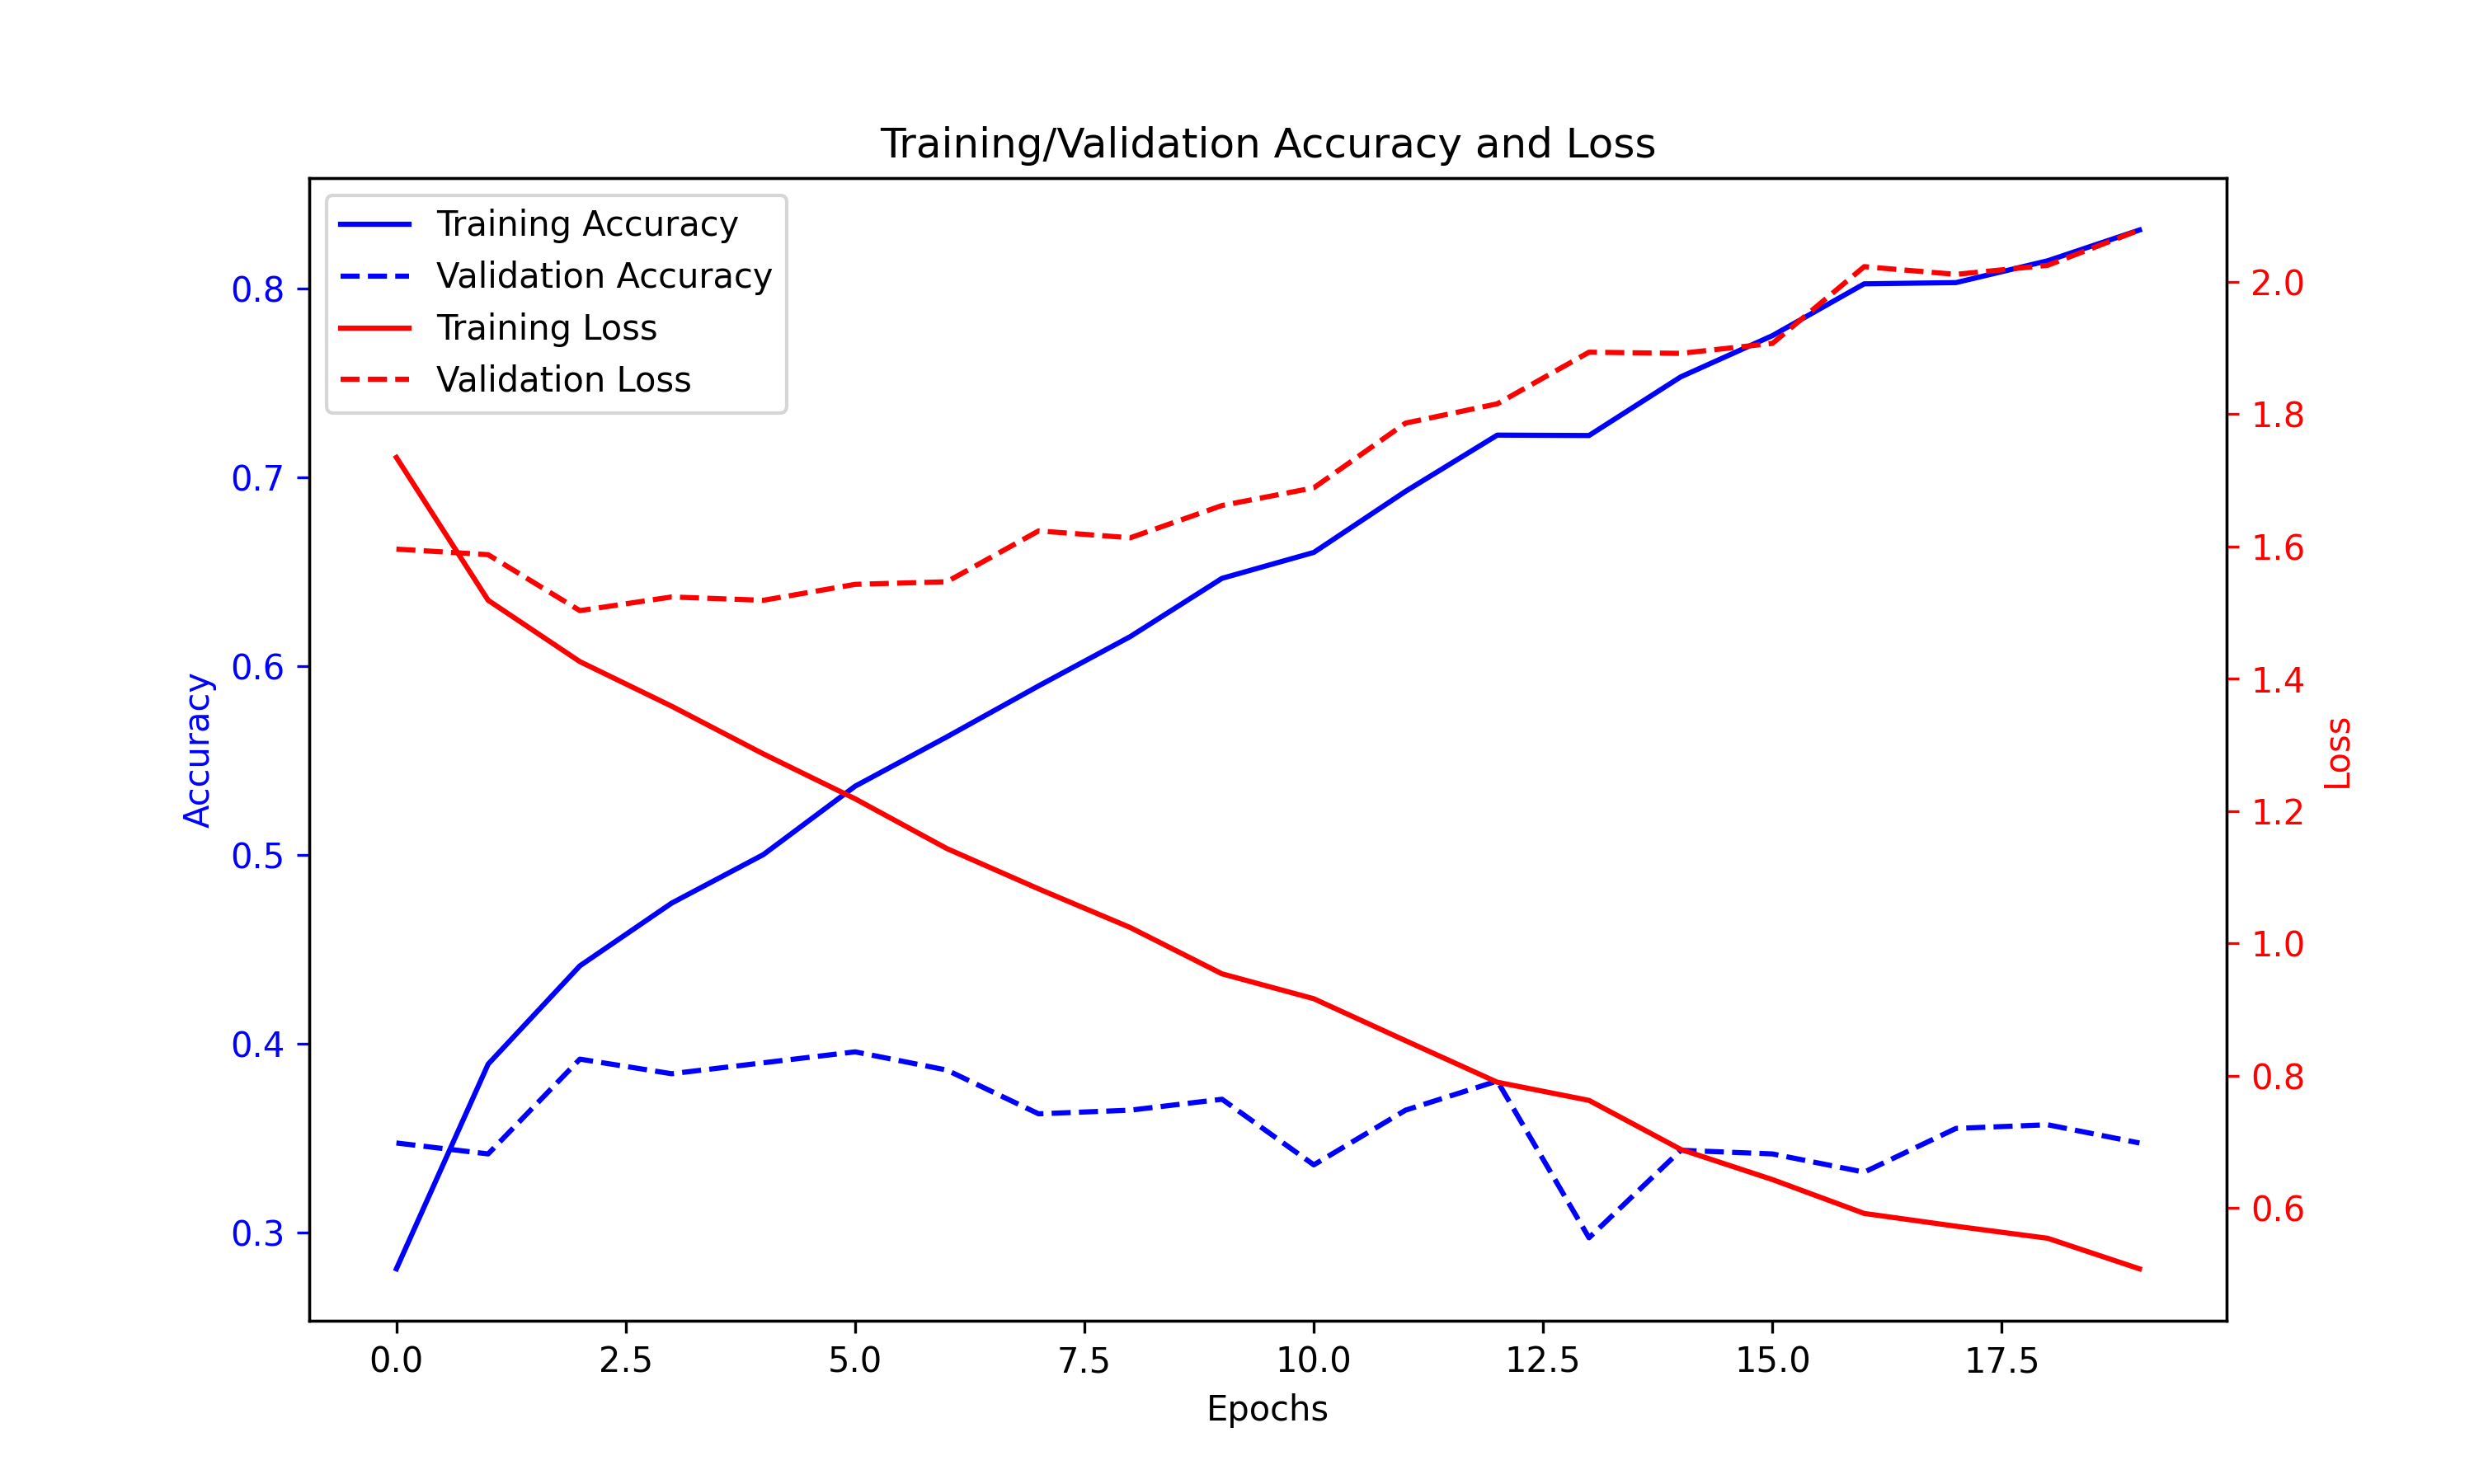 Training/Validation Accuracy and Loss
Training Accuracy
Validation Accuracy
Training Loss
Validation Loss
0.8
0.7
0.6
0.5
0.4
0.3
Accuracy
2.0
1.8
1.6
1.4
1.2
1.0
0.8
0.6
Loss
0.0 2.5 5.0 7.5 10.0 12.5 15.0 17.5
Epochs